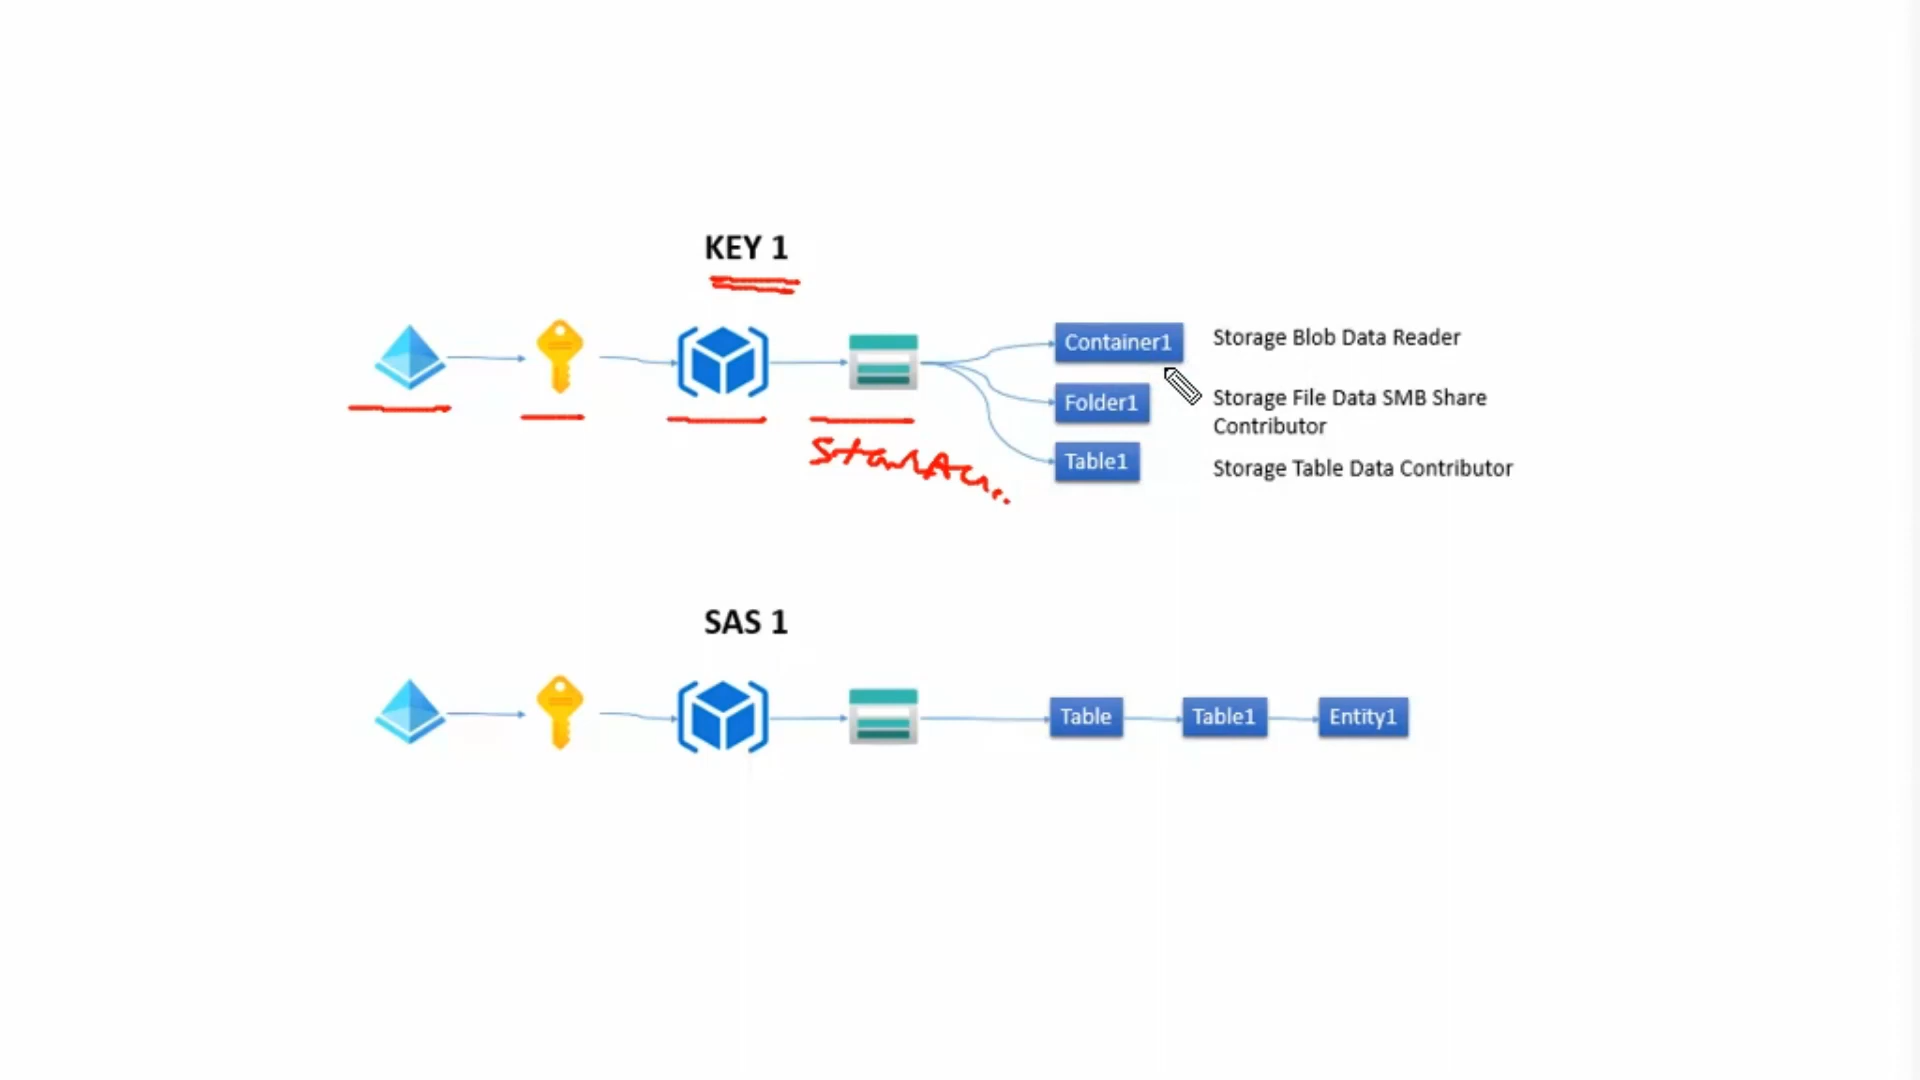 KEY 1
Container1
Storage Blob Data Reader
Folder1
Storage File Data SMB Share
Contributor
Table1
Storage Table Data Contributor
SAS 1
Table
Table1
Entity1